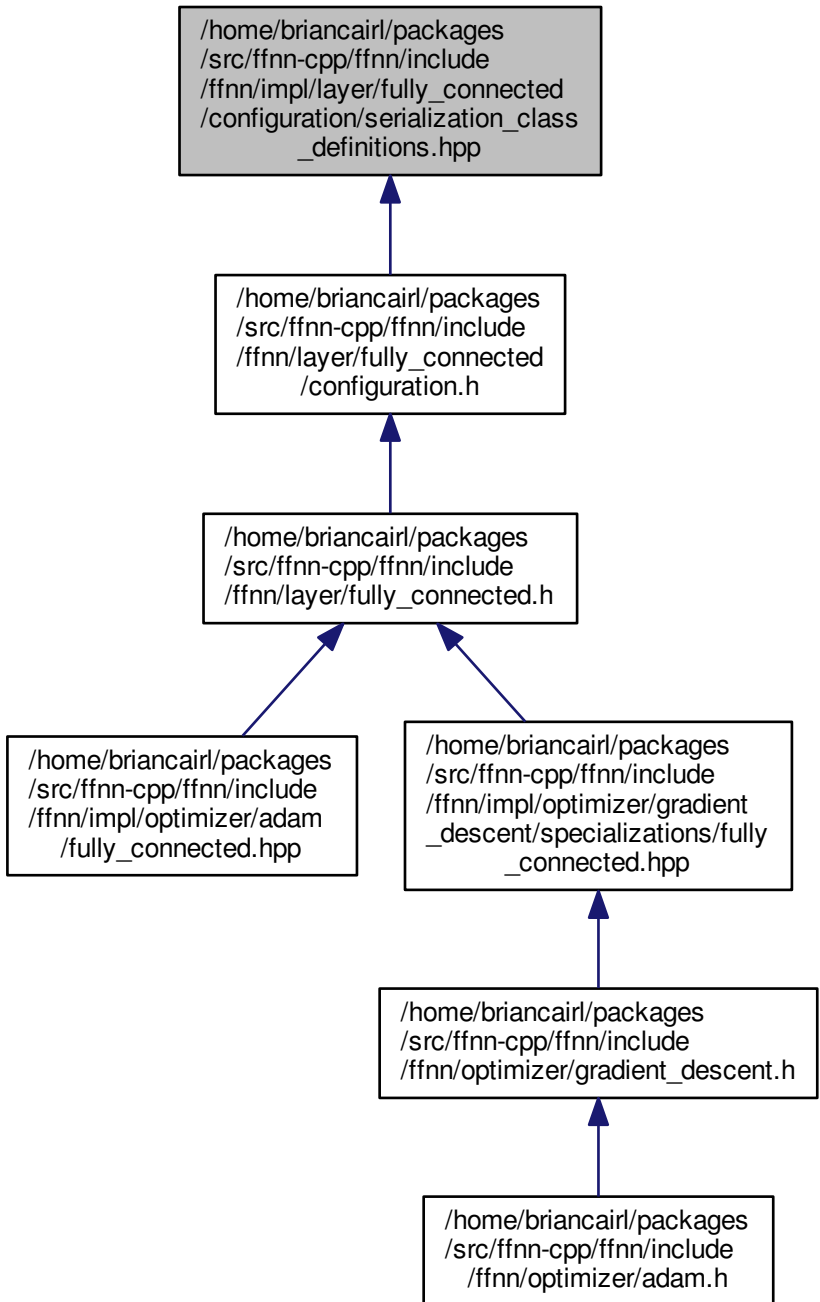 /home/briancairl/packages
/src/ffnn-cpp/ffnn/include
/ffnn/impl/layer/fully_connected
/configuration/serialization_class
_definitions.hpp
/home/briancairl/packages
/src/ffnn-cpp/ffnn/include
/ffnn/layer/fully_connected
/configuration.h
/home/briancairl/packages
/src/ffnn-cpp/ffnn/include
/ffnn/layer/fully_connected.h
/home/briancairl/packages
/src/ffnn-cpp/ffnn/include
/ffnn/impl/optimizer/adam
/fully_connected.hpp
/home/briancairl/packages
/src/ffnn-cpp/ffnn/include
/ffnn/impl/optimizer/gradient
_descent/specializations/fully
_connected.hpp
/home/briancairl/packages
/src/ffnn-cpp/ffnn/include
/ffnn/optimizer/gradient_descent.h
/home/briancairl/packages
/src/ffnn-cpp/ffnn/include
/ffnn/optimizer/adam.h